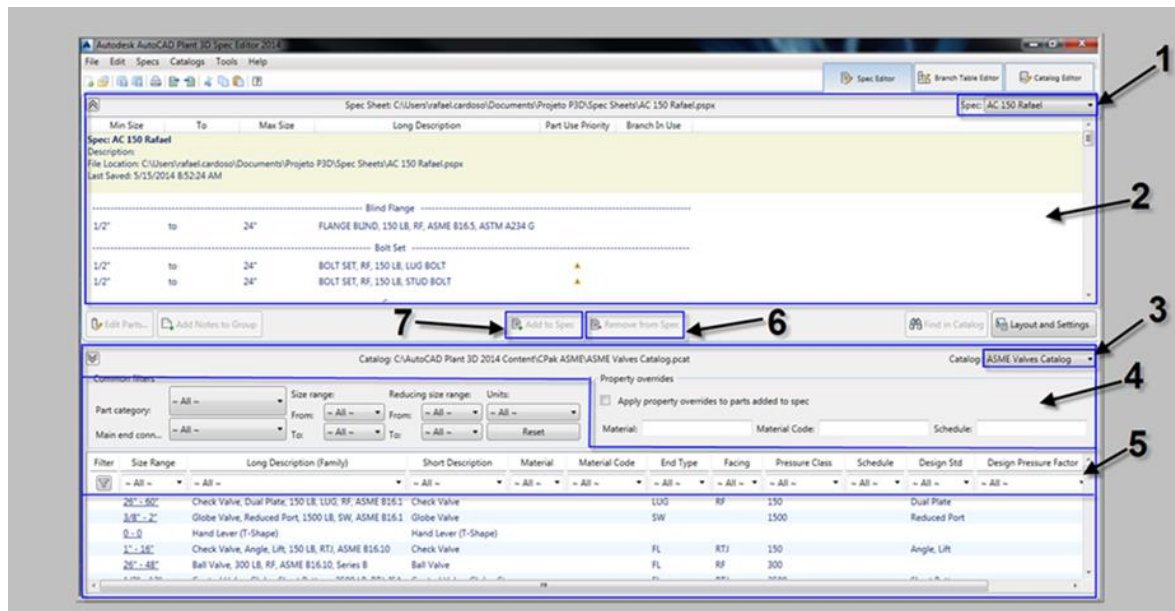 Autodesk AutoCAD Plant 3D Spec Editor 2014
File Edit Specs Catalogs Tools Help
Spec Editor Branch Table Editor Catalog Editor
1
Spec Sheet: C:\Users\rafael.cardoso\Documents\Projeto P3D\Spec Sheets\AC 150 Rafael.pspx Spec: AC 150 Rafael
Min Size To Max Size Long Description Part Use Priority Branch In Use
Spec: AC 150 Rafael
Description:
File Location: C:\Users\rafael.cardoso\Documents\Projeto P3D\Spec Sheets\AC 150 Rafael.pspx
Last Saved: 5/15/2014 8:52:24 AM
2
Blind Flange
1/2" to 24" FLANGE BLIND, 150 LB, RF, ASME B16.5, ASTM A234 G
Bolt Set
1/2" to 24" BOLT SET, RF, 150 LB, LUG BOLT
1/2" to 24" BOLT SET, RF, 150 LB, STUD BOLT
Edit Parts... Add Notes to Group 7 Add to Spec Remove from Spec 6 Find in Catalog Layout and Settings
3
Catalog: C:\AutoCAD Plant 3D 2014 Content\CPak ASME\ASME Valves Catalog.pcat Catalog: ASME Valves Catalog
4
Common filters Property overrides
Size range: Reducing size range: Units:
Part category: ~ All ~ From: ~ All ~ From: ~ All ~ ~ All ~ Apply property overrides to parts added to spec
Main end conn... ~ All ~ To: ~ All ~ To: ~ All ~ Reset Material: Material Code: Schedule:
5
Filter Size Range Long Description (Family) Short Description Material Material Code End Type Facing Pressure Class Schedule Design Std Design Pressure Factor
~ All ~ ~ All ~ ~ All ~ ~ All ~ ~ All ~ ~ All ~ ~ All ~ ~ All ~ ~ All ~ ~ All ~ ~ All ~
26" - 60" Check Valve, Dual Plate, 150 LB, LUG, RF, ASME B16.1 Check Valve LUG RF 150 Dual Plate
3/8" - 2" Globe Valve, Reduced Port, 1500 LB, SW, ASME B16.1 Globe Valve SW 1500 Reduced Port
0 - 0 Hand Lever (T-Shape) Hand Lever (T-Shape)
1" - 16" Check Valve, Angle, Lift, 150 LB, RTJ, ASME B16.10 Check Valve FL RTJ 150 Angle, Lift
26" - 48" Ball Valve, 300 LB, RF, ASME B16.10, Series B Ball Valve FL RF 300